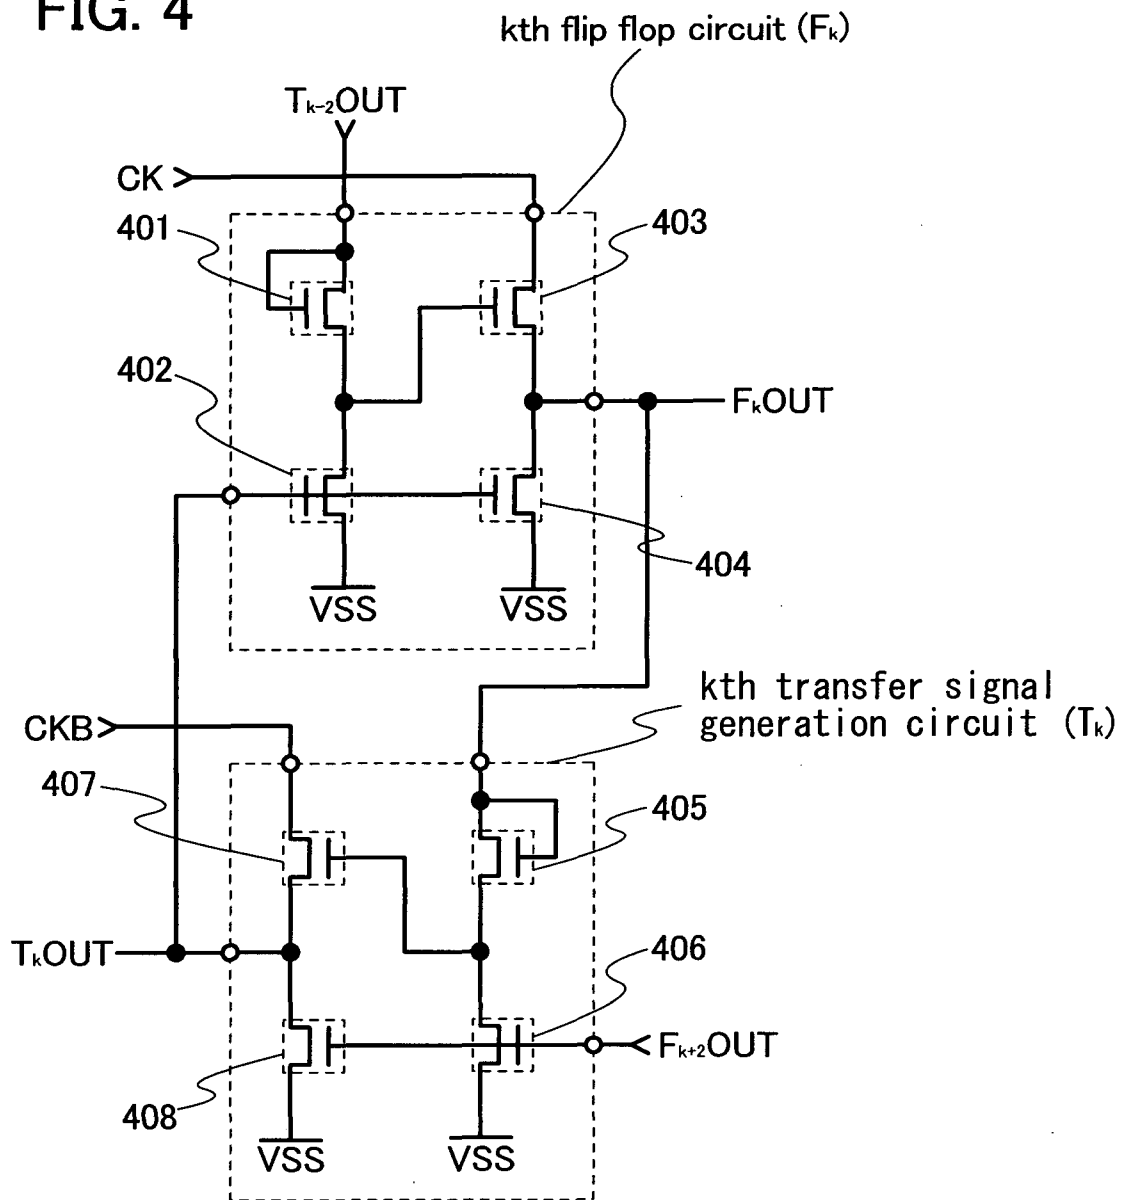 FIG. 4
kth flip flop circuit (Fk)
Tk-2OUT
CK
401
403
402
FkOUT
404
VSS
VSS
kth transfer signal
generation circuit (Tk)
CKB
407
405
TkOUT
406
Fk+2OUT
408
VSS
VSS